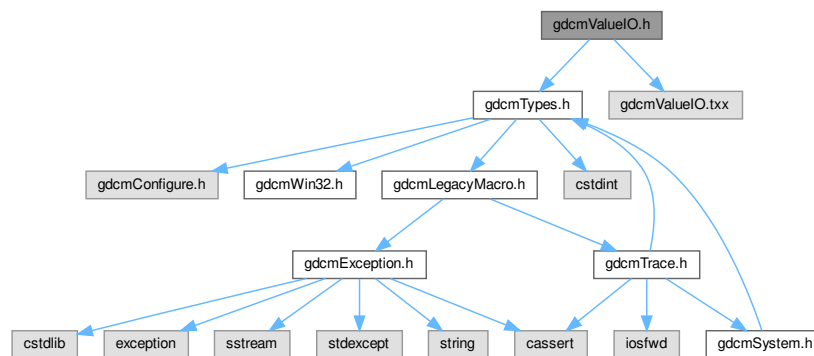 gdcmValueIO.h
gdcmTypes.h
gdcmValueIO.txx
gdcmConfigure.h
gdcmWin32.h
gdcmLegacyMacro.h
cstdint
gdcmException.h
gdcmTrace.h
cstdlib
exception
sstream
stdexcept
string
cassert
iosfwd
gdcmSystem.h